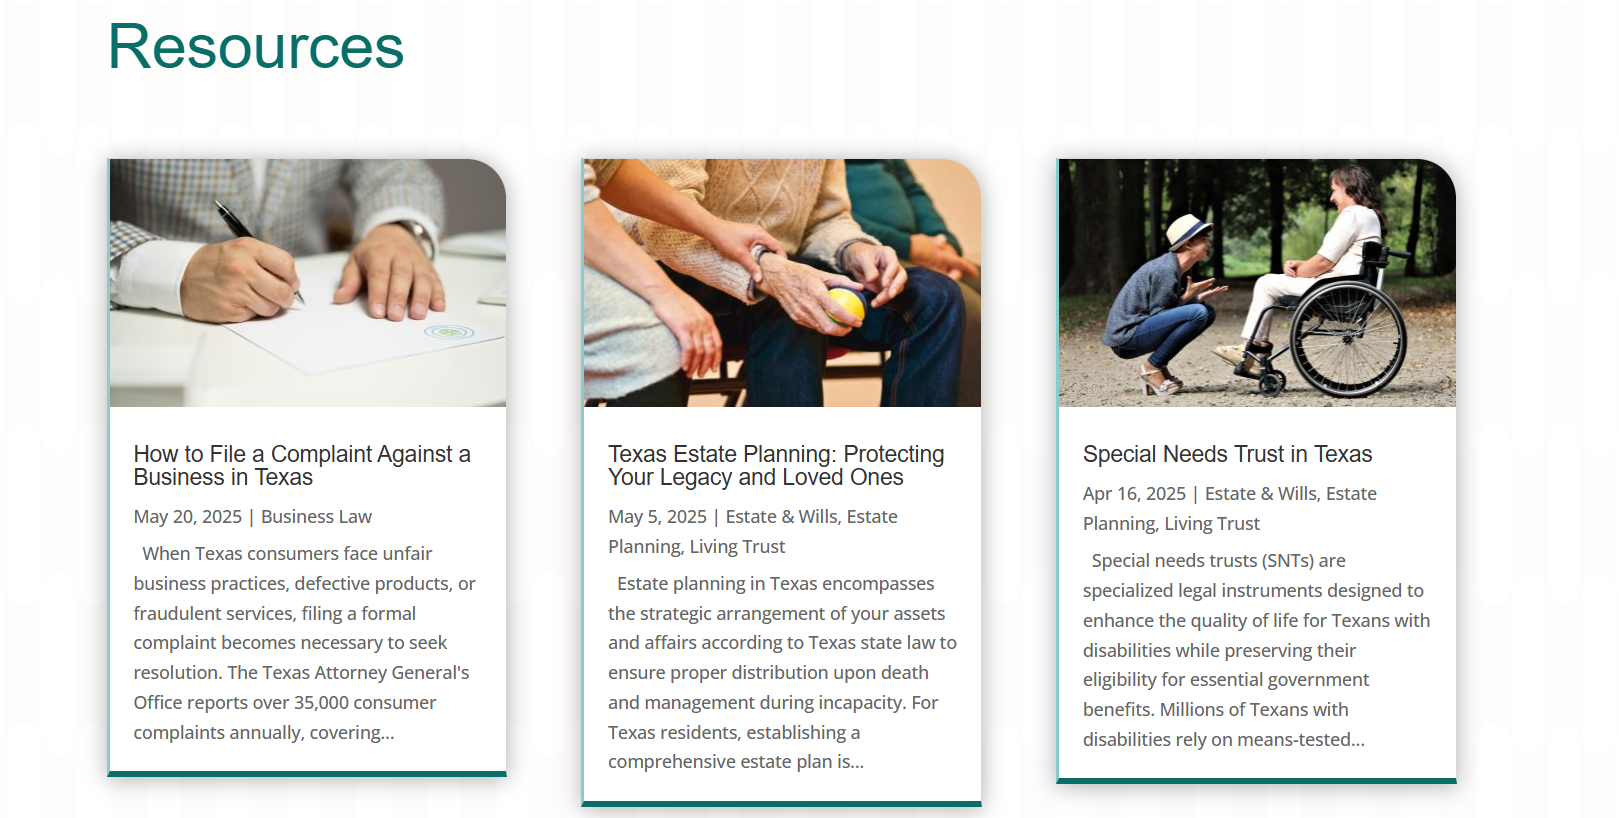 Resources
How to File a Complaint Against a
Business in Texas
May 20, 2025 | Business Law
When Texas consumers face unfair
business practices, defective products, or
fraudulent services, filing a formal
complaint becomes necessary to seek
resolution. The Texas Attorney General's
Office reports over 35,000 consumer
complaints annually, covering...
Texas Estate Planning: Protecting
Your Legacy and Loved Ones
May 5, 2025 | Estate & Wills, Estate
Planning, Living Trust
Estate planning in Texas encompasses
the strategic arrangement of your assets
and affairs according to Texas state law to
ensure proper distribution upon death
and management during incapacity. For
Texas residents, establishing a
comprehensive estate plan is...
Special Needs Trust in Texas
Apr 16, 2025 | Estate & Wills, Estate
Planning, Living Trust
Special needs trusts (SNTs) are
specialized legal instruments designed to
enhance the quality of life for Texans with
disabilities while preserving their
eligibility for essential government
benefits. Millions of Texans with
disabilities rely on means-tested...